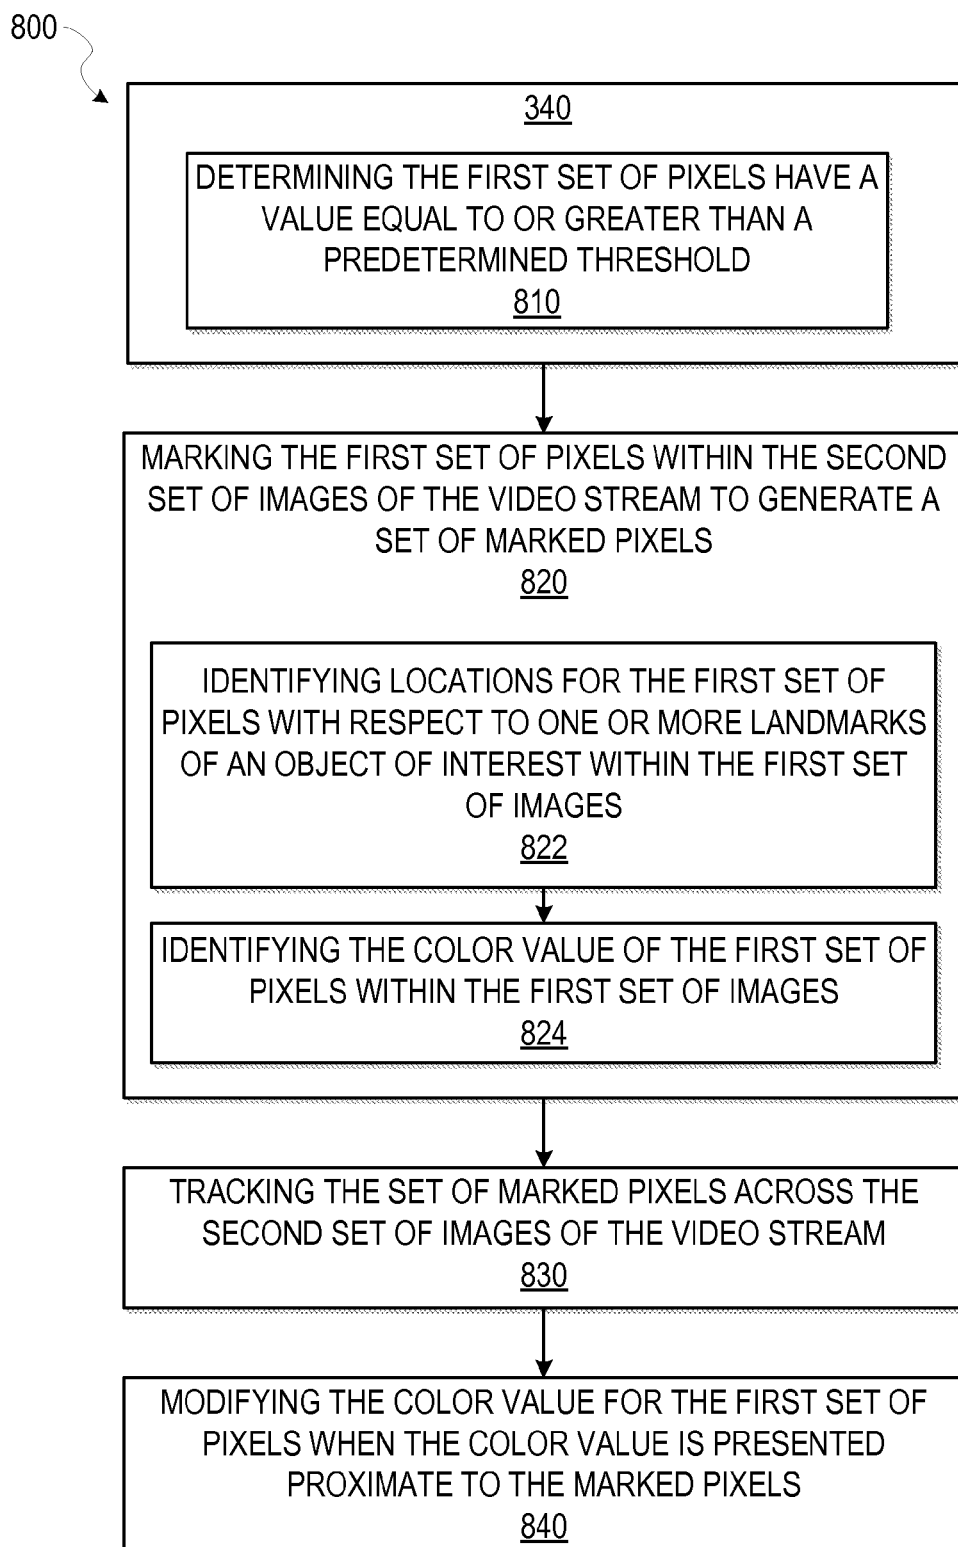 800
340
DETERMINING THE FIRST SET OF PIXELS HAVE A
VALUE EQUAL TO OR GREATER THAN A
PREDETERMINED THRESHOLD
810
MARKING THE FIRST SET OF PIXELS WITHIN THE SECOND
SET OF IMAGES OF THE VIDEO STREAM TO GENERATE A
SET OF MARKED PIXELS
820
IDENTIFYING LOCATIONS FOR THE FIRST SET OF
PIXELS WITH RESPECT TO ONE OR MORE LANDMARKS
OF AN OBJECT OF INTEREST WITHIN THE FIRST SET
OF IMAGES
822
IDENTIFYING THE COLOR VALUE OF THE FIRST SET OF
PIXELS WITHIN THE FIRST SET OF IMAGES
824
TRACKING THE SET OF MARKED PIXELS ACROSS THE
SECOND SET OF IMAGES OF THE VIDEO STREAM
830
MODIFYING THE COLOR VALUE FOR THE FIRST SET OF
PIXELS WHEN THE COLOR VALUE IS PRESENTED
PROXIMATE TO THE MARKED PIXELS
840